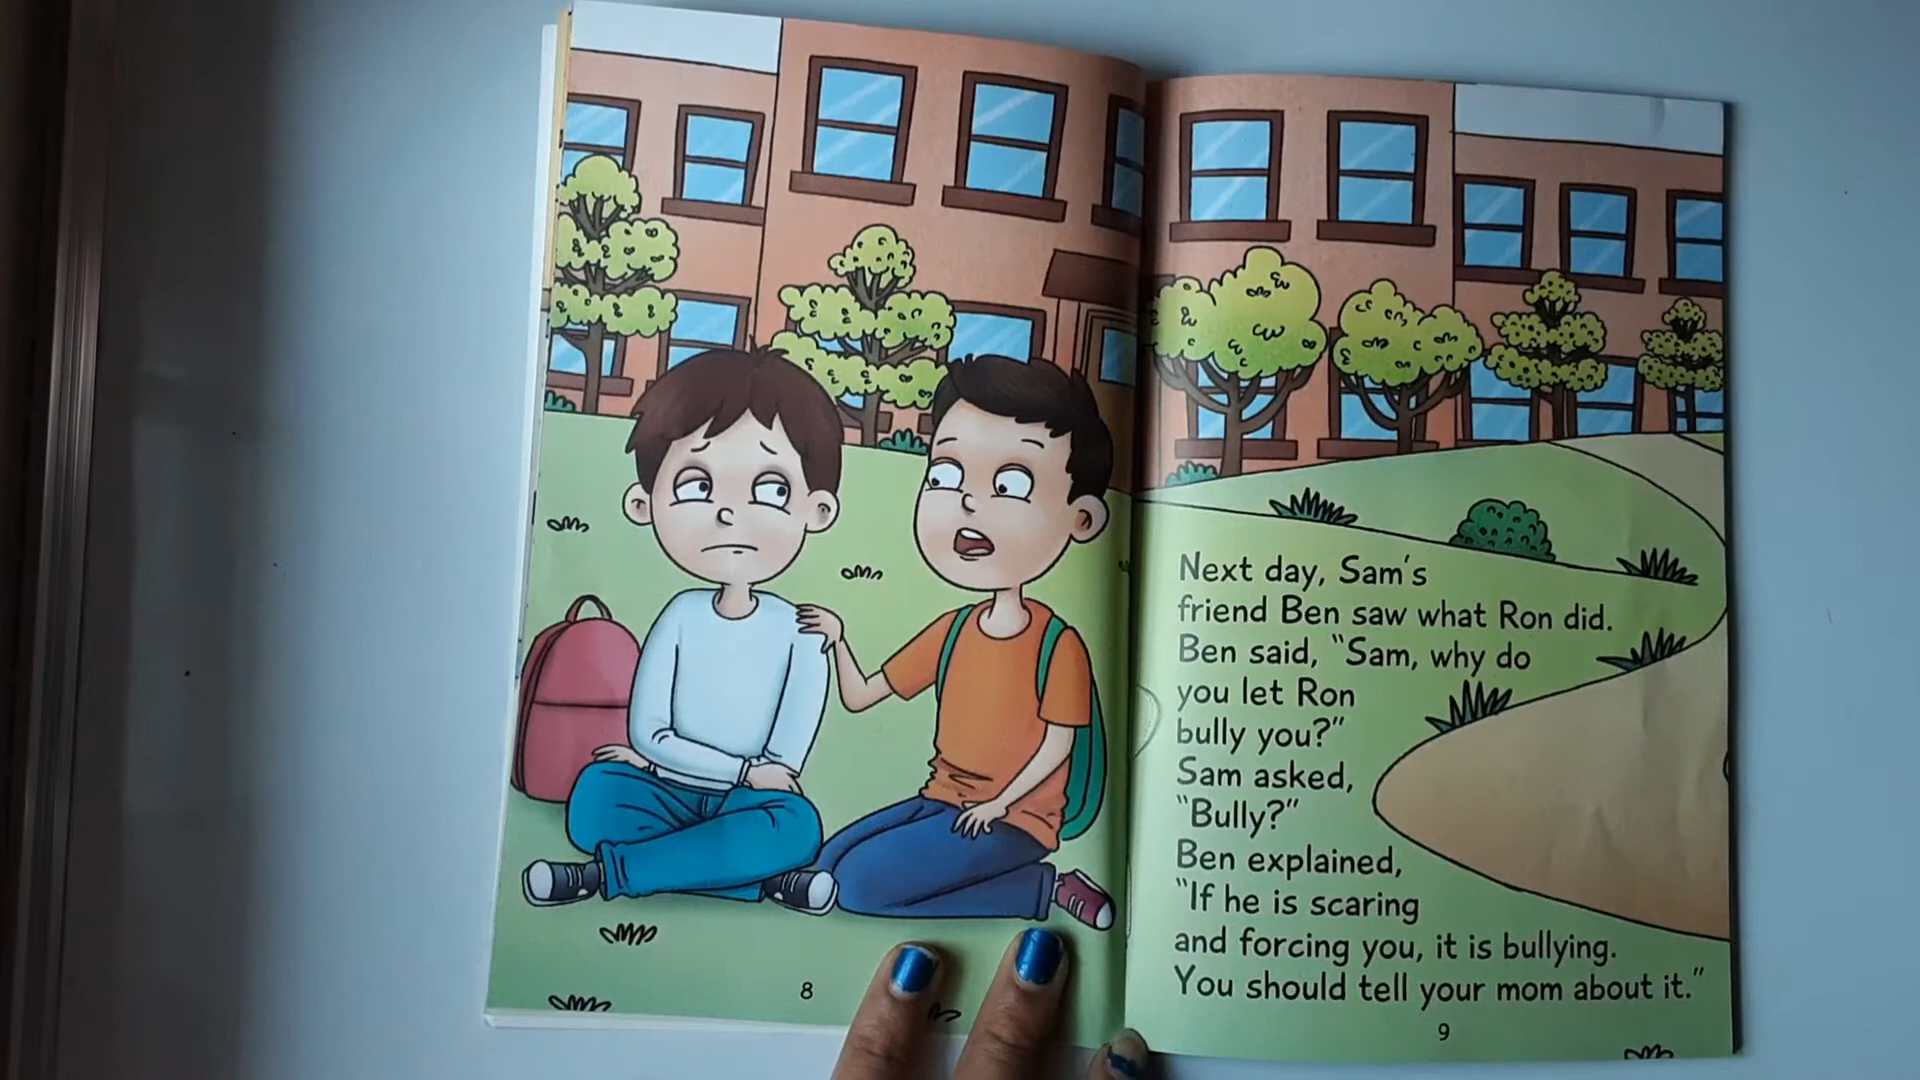 Next day, Sam's
friend Ben saw what Ron did.
Ben said, “Sam, why do
you let Ron
bully you?”
Sam asked,
“Bully?”
Ben explained,
“If he is scaring
and forcing you, it is bullying.
You should tell your mom about it.”
8
9